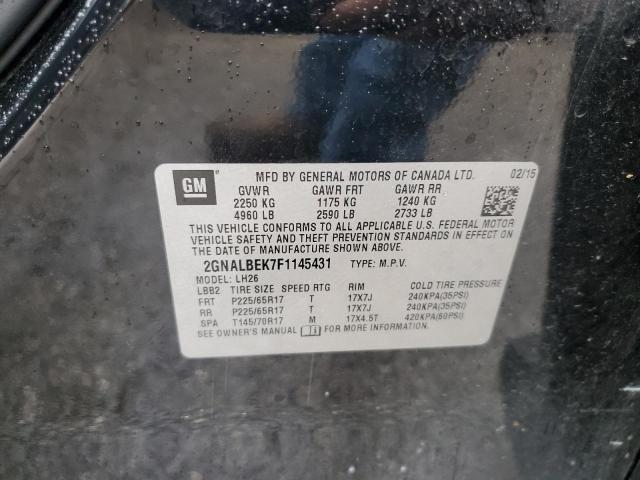 GM
MFD BY GENERAL MOTORS OF CANADA LTD. 02/15
GVWR GAWR FRT GAWR RR
2250 KG 1175 KG 1240 KG
4960 LB 2590 LB 2733 LB
THIS VEHICLE CONFORMS TO ALL APPLICABLE U.S. FEDERAL MOTOR
VEHICLE SAFETY AND THEFT PREVENTION STANDARDS IN EFFECT ON
THE DATE OF MANUFACTURE SHOWN ABOVE.
2GNALBEK7F1145431 TYPE: M.P.V.
MODEL: LH26
LBB2 TIRE SIZE SPEED RTG RIM COLD TIRE PRESSURE
FRT P225/65R17 T 17X7J 240KPA(35PSI)
RR P225/65R17 T 17X7J 240KPA(35PSI)
SPA T145/70R17 M 17X4.5T 420KPA(60PSI)
SEE OWNER'S MANUAL FOR MORE INFORMATION.